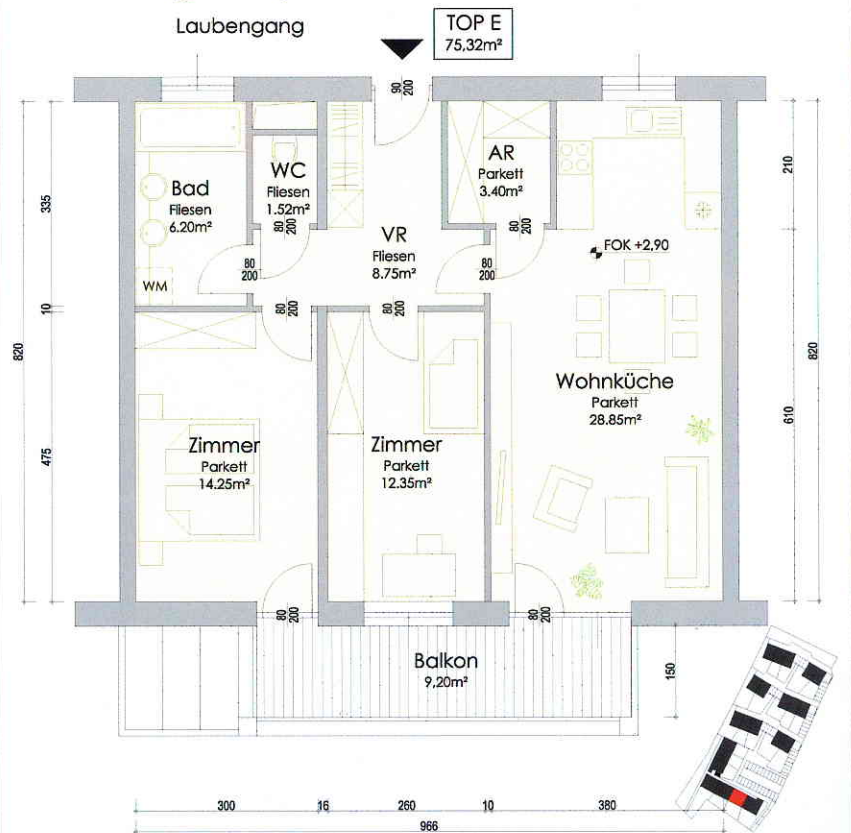 Laubengang
TOP E
75,32m²
90
200
Bad
Fliesen
6.20m²
WC
Fliesen
1.52m²
80
200
AR
Parkett
3.40m²
80
200
VR
Fliesen
8.75m²
FOK +2,90
80
200
80
200
WM
80
200
80
200
Wohnküche
Parkett
28.85m²
Zimmer
Parkett
14.25m²
Zimmer
Parkett
12.35m²
80
200
80
200
Balkon
9,20m²
335
10
820
475
210
820
610
150
300
16
260
10
380
966